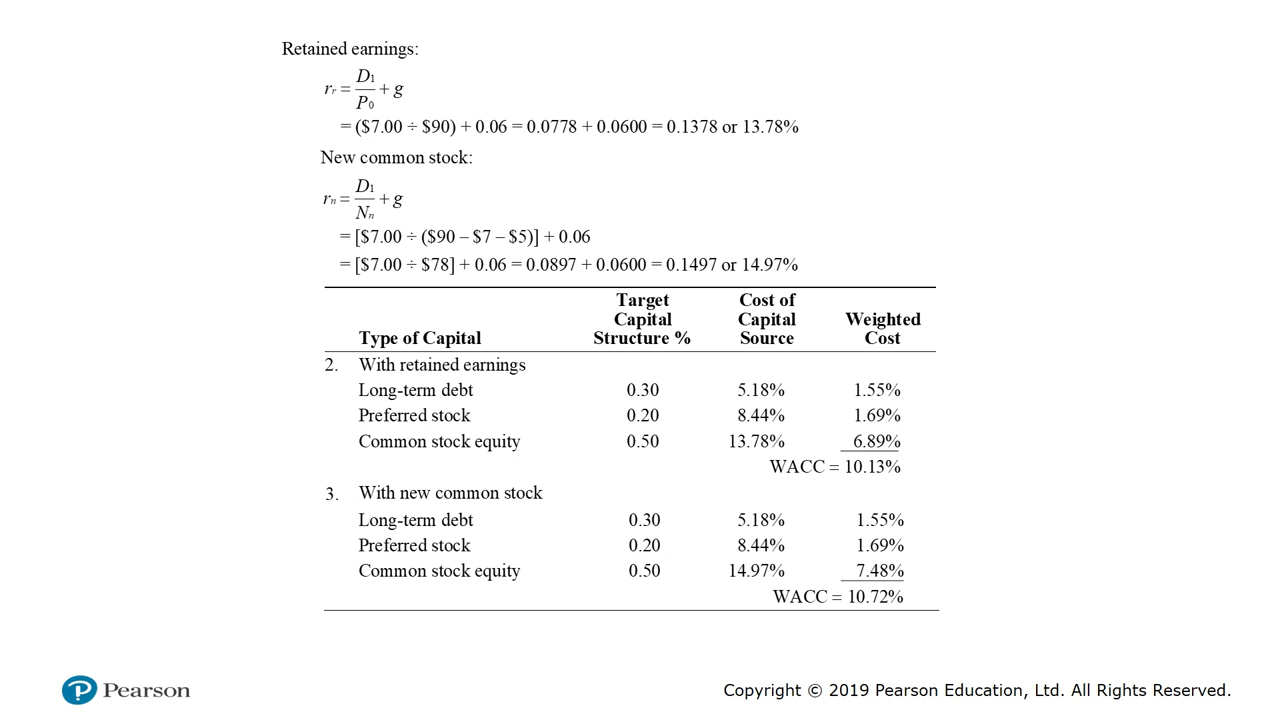 Retained earnings:
rᵣ = D₁ / P₀ + g
= ($7.00 ÷ $90) + 0.06 = 0.0778 + 0.0600 = 0.1378 or 13.78%
New common stock:
rₙ = D₁ / Nₙ + g
= [$7.00 ÷ ($90 – $7 – $5)] + 0.06
= [$7.00 ÷ $78] + 0.06 = 0.0897 + 0.0600 = 0.1497 or 14.97%
Type of Capital Target Capital Structure % Cost of Capital Source Weighted Cost
2. With retained earnings
Long-term debt 0.30 5.18% 1.55%
Preferred stock 0.20 8.44% 1.69%
Common stock equity 0.50 13.78% 6.89%
WACC = 10.13%
3. With new common stock
Long-term debt 0.30 5.18% 1.55%
Preferred stock 0.20 8.44% 1.69%
Common stock equity 0.50 14.97% 7.48%
WACC = 10.72%
P Pearson
Copyright © 2019 Pearson Education, Ltd. All Rights Reserved.